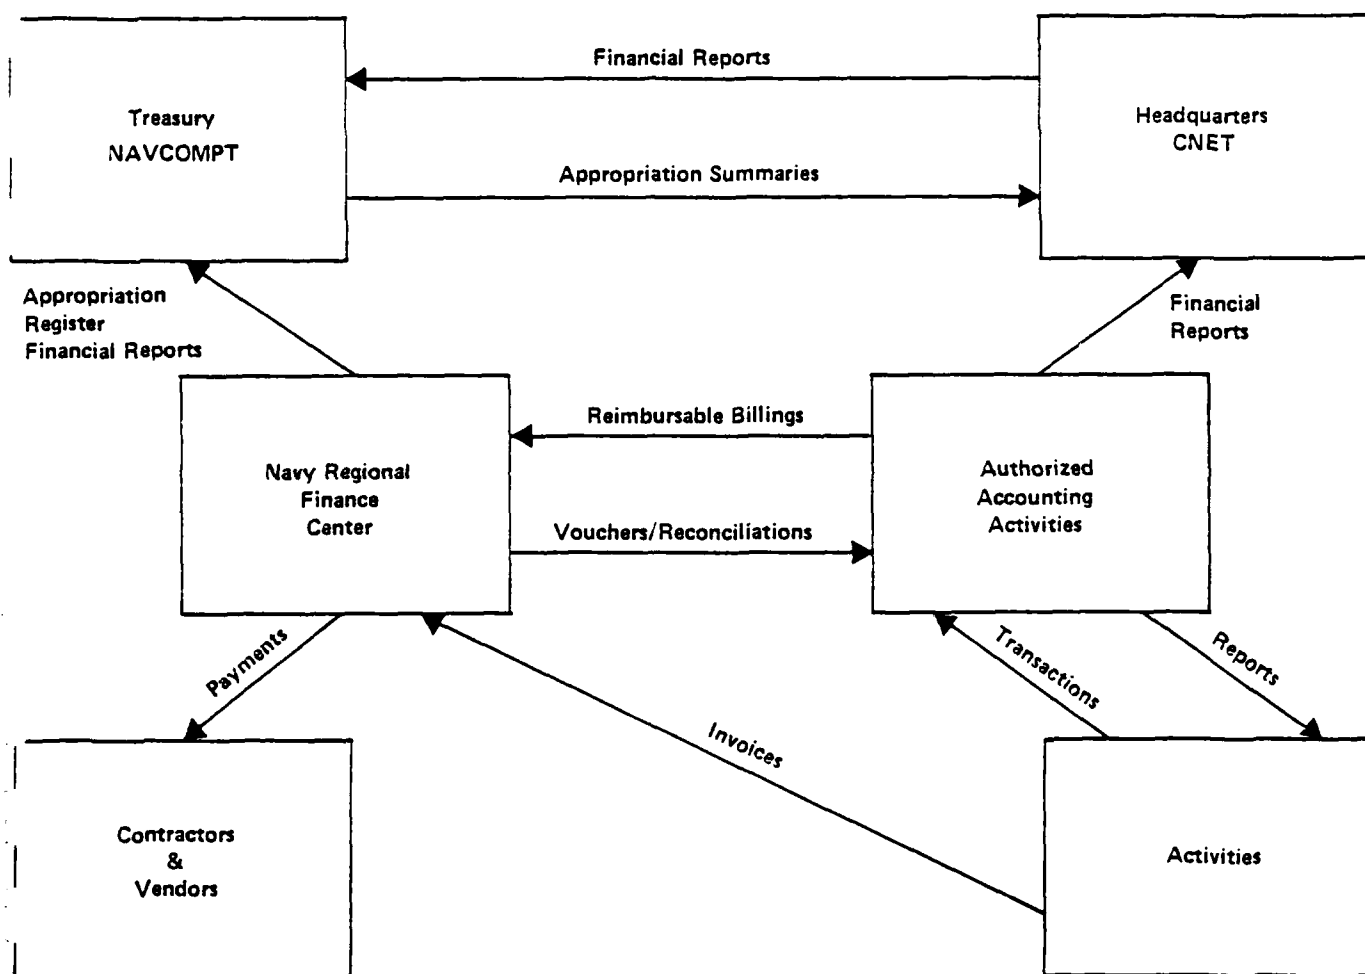 Financial Reports
Treasury
NAVCOMPT
Headquarters
CNET
Appropriation Summaries
Appropriation
Register
Financial Reports
Financial
Reports
Reimbursable Billings
Navy Regional
Finance
Center
Authorized
Accounting
Activities
Vouchers/Reconciliations
Payments
Transactions
Reports
Invoices
Contractors
&
Vendors
Activities